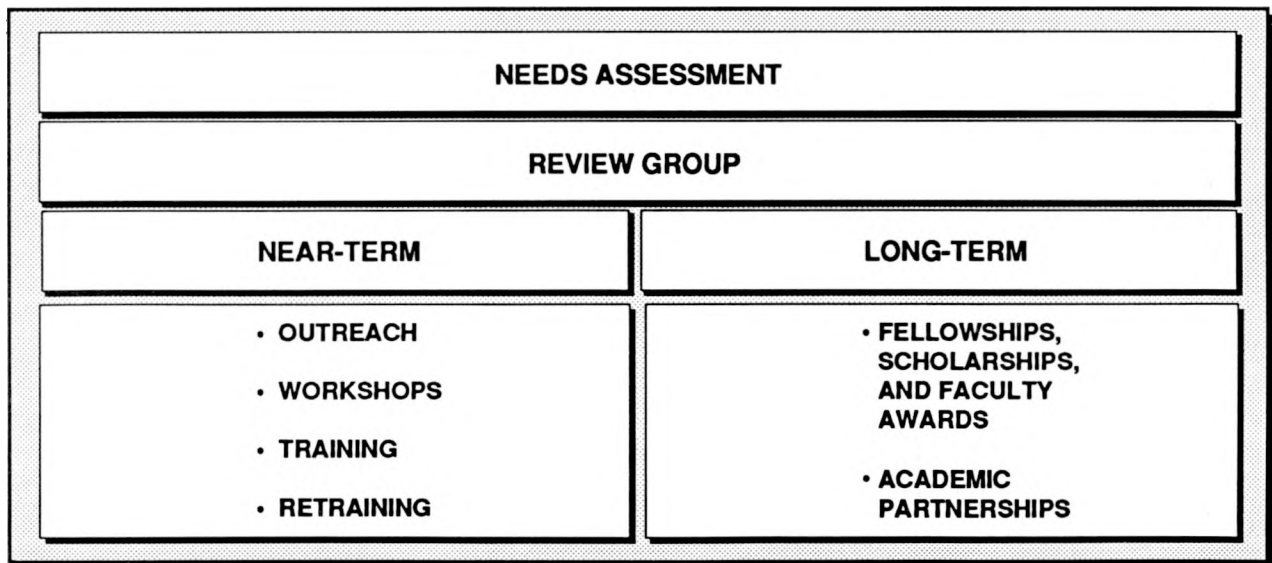 NEEDS ASSESSMENT
REVIEW GROUP
NEAR-TERM
LONG-TERM
• OUTREACH
• WORKSHOPS
• TRAINING
• RETRAINING
• FELLOWSHIPS,
SCHOLARSHIPS,
AND FACULTY
AWARDS
• ACADEMIC
PARTNERSHIPS